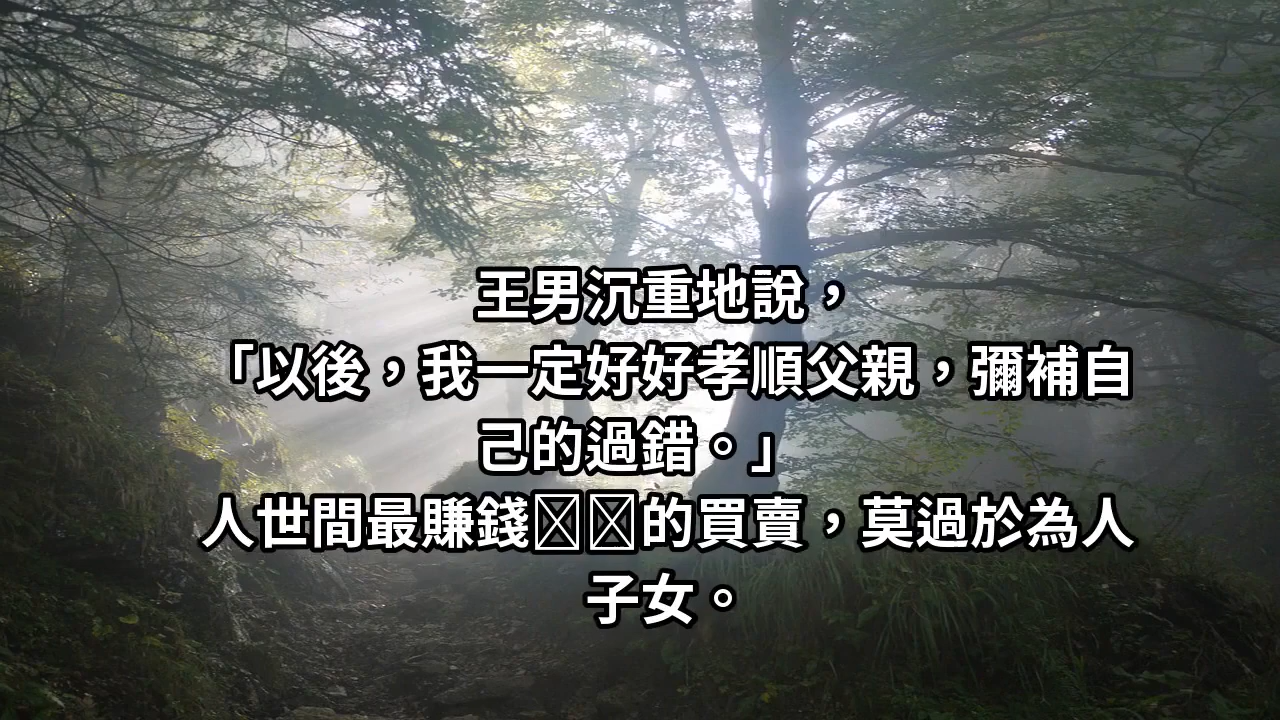 王男沉重地說，
「以後，我一定好好孝順父親，彌補自
己的過錯。」
人世間最賺錢的買賣，莫過於為人
子女。